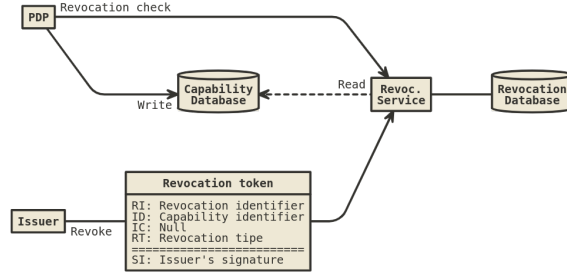 Revocation check
PDP
Capability
Database
Write
Read
Revoc.
Service
Revocation
Database
Revocation token
RI: Revocation identifier
ID: Capability identifier
IC: Null
RT: Revocation tipe
=========================
SI: Issuer's signature
Issuer
Revoke